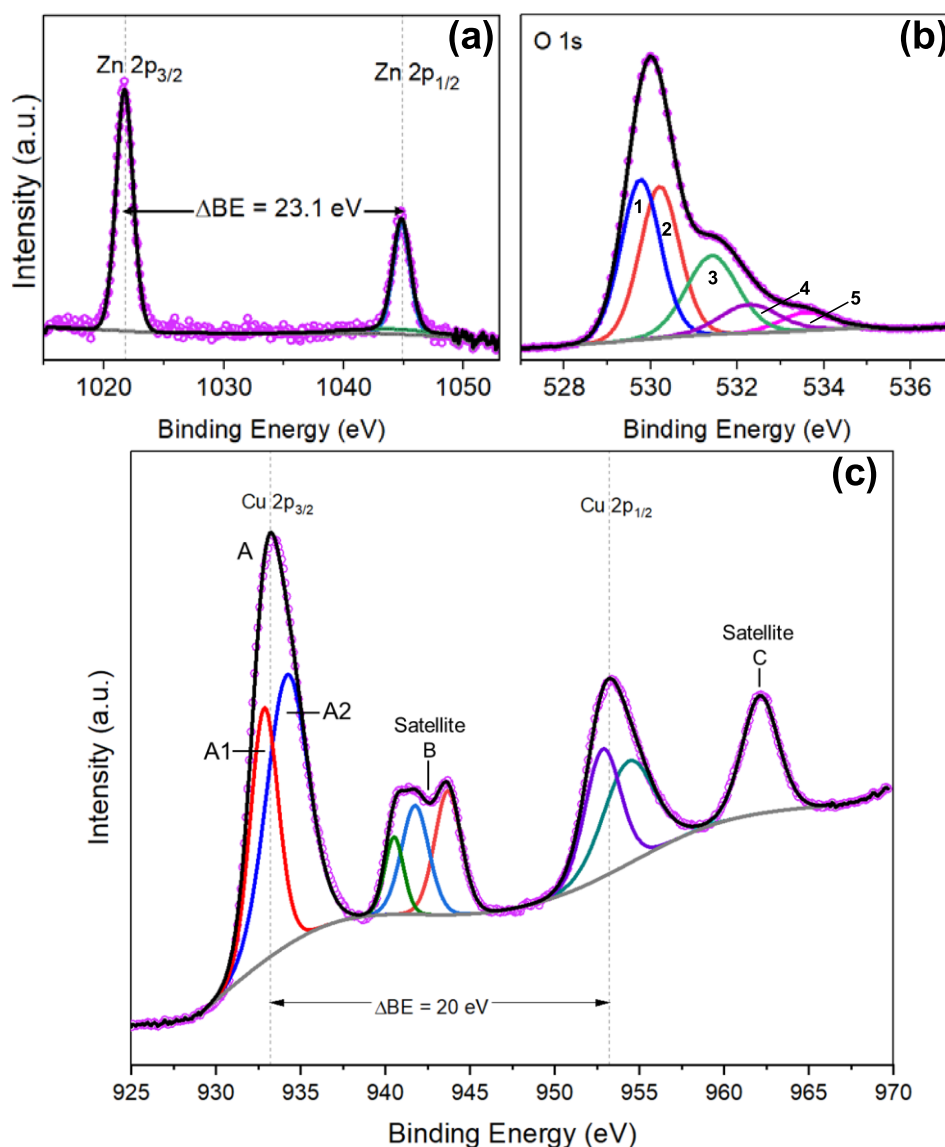 (a)
Zn 2p3/2
Zn 2p1/2
ΔBE = 23.1 eV
Intensity (a.u.)
1020 1030 1040 1050
Binding Energy (eV)
(b)
O 1s
1
2
3
4
5
528 530 532 534 536
Binding Energy (eV)
(c)
Cu 2p3/2
Cu 2p1/2
A
A1
A2
Satellite
B
Satellite
C
ΔBE = 20 eV
Intensity (a.u.)
925 930 935 940 945 950 955 960 965 970
Binding Energy (eV)